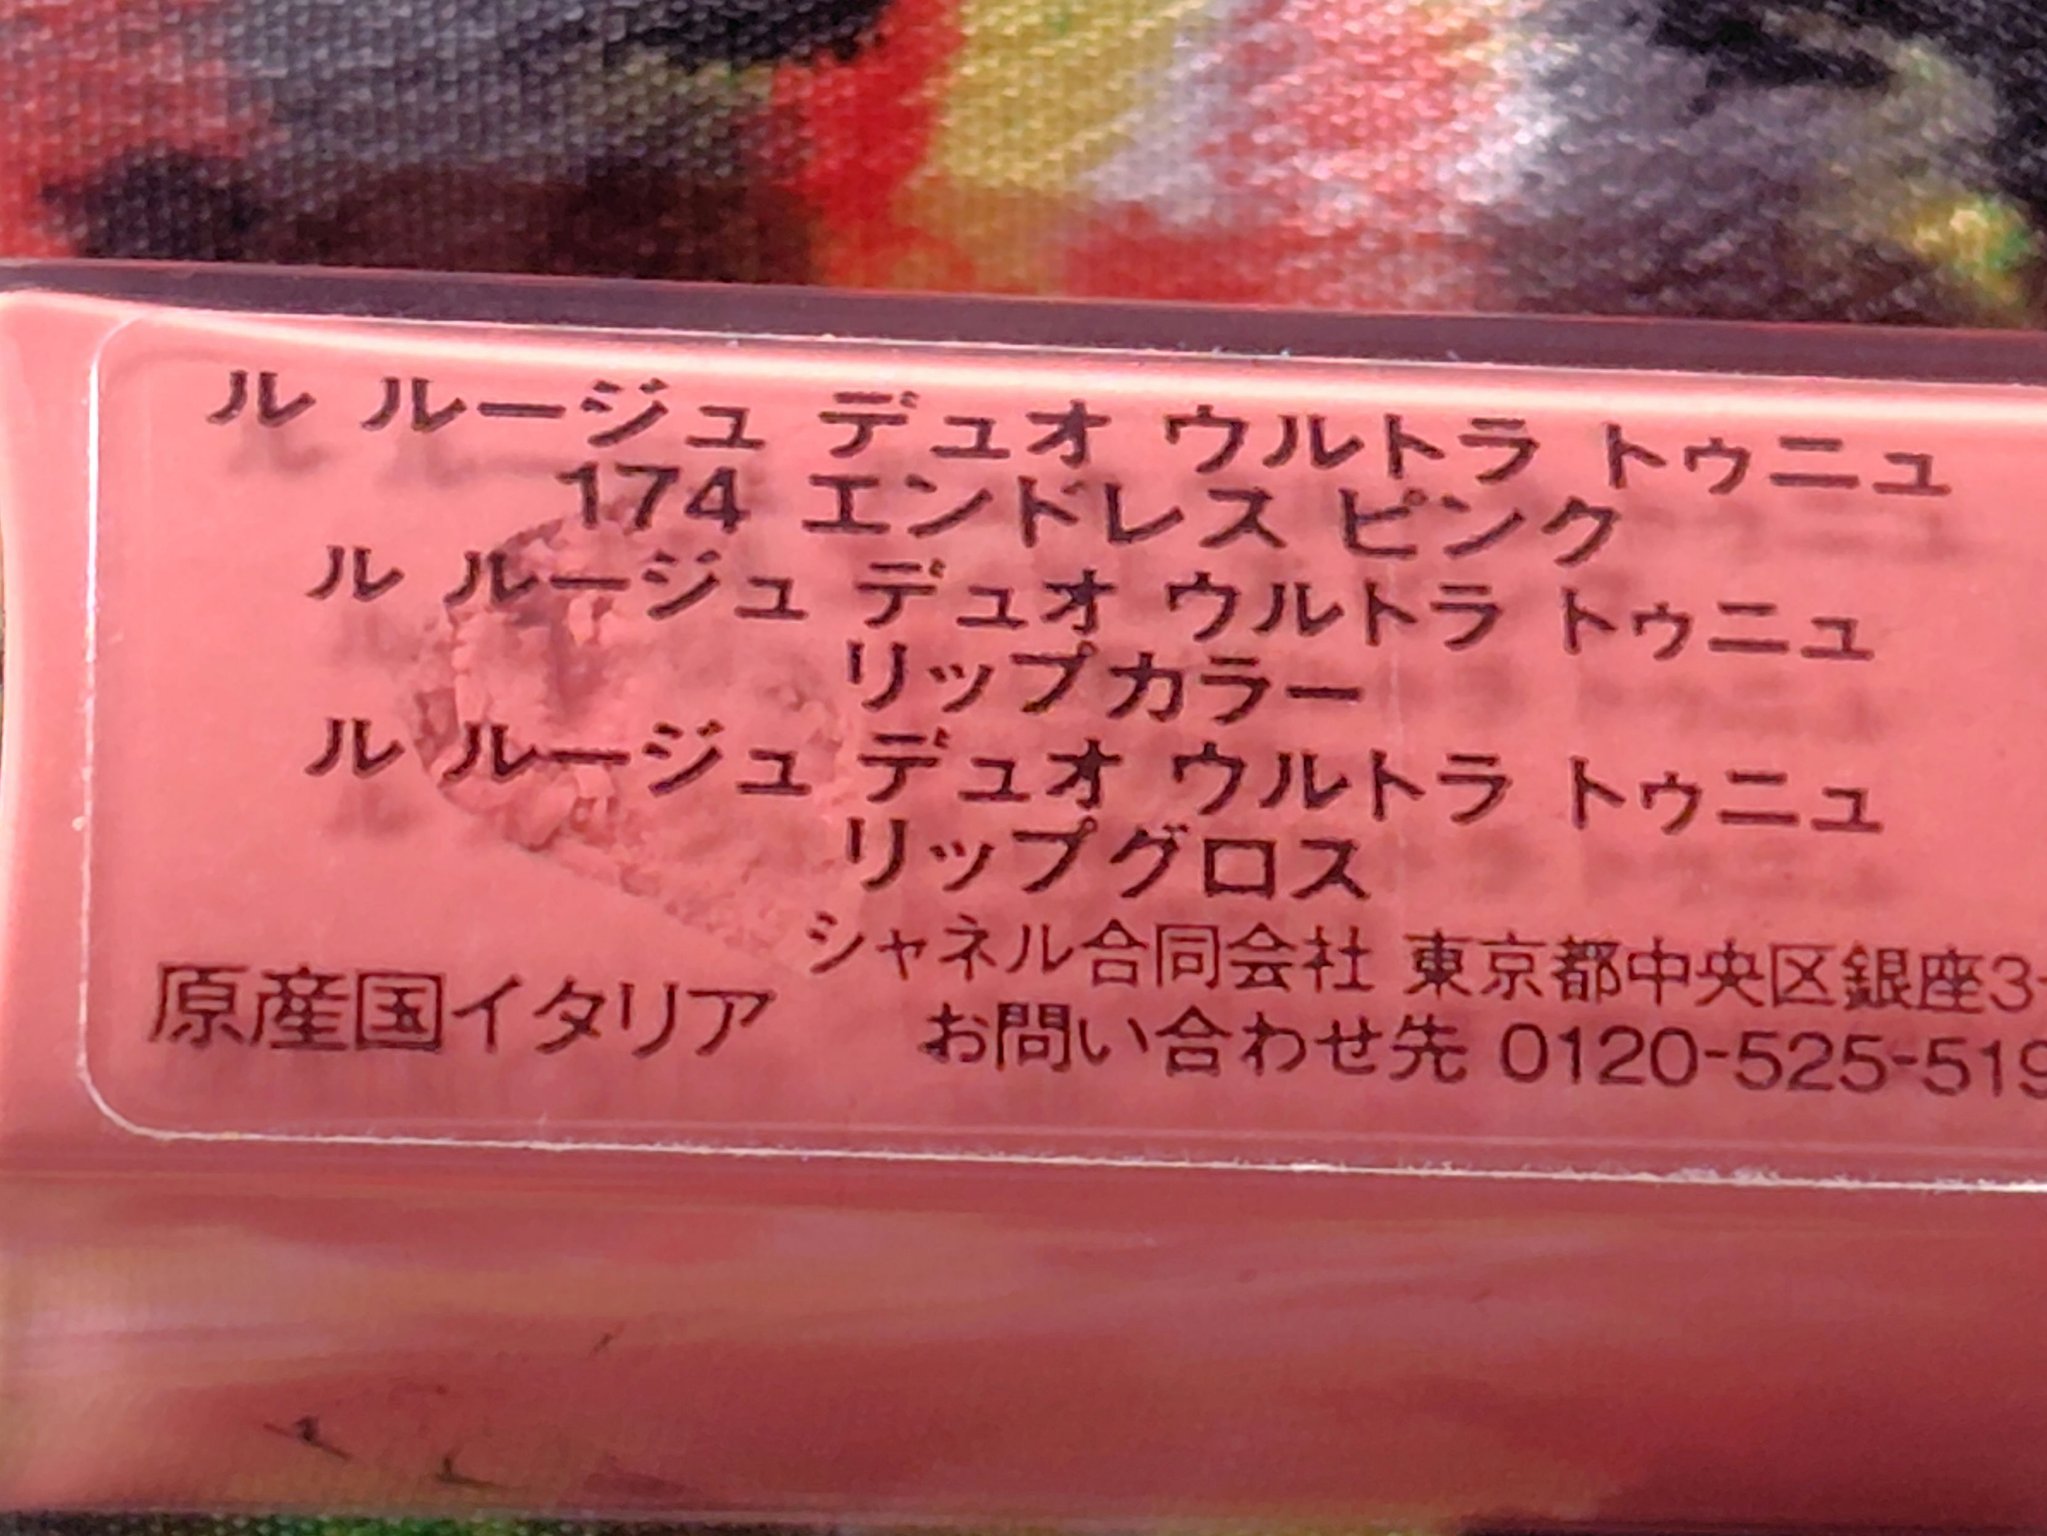 ル ルージュ デュオ ウルトラ トゥニュ
174 エンドレス ピンク
ル ルージュ デュオ ウルトラ トゥニュ
リップカラー
ル ルージュ デュオ ウルトラ トゥニュ
リップグロス
シャネル合同会社 東京都中央区銀座3-
原産国イタリア お問い合わせ先 0120-525-519